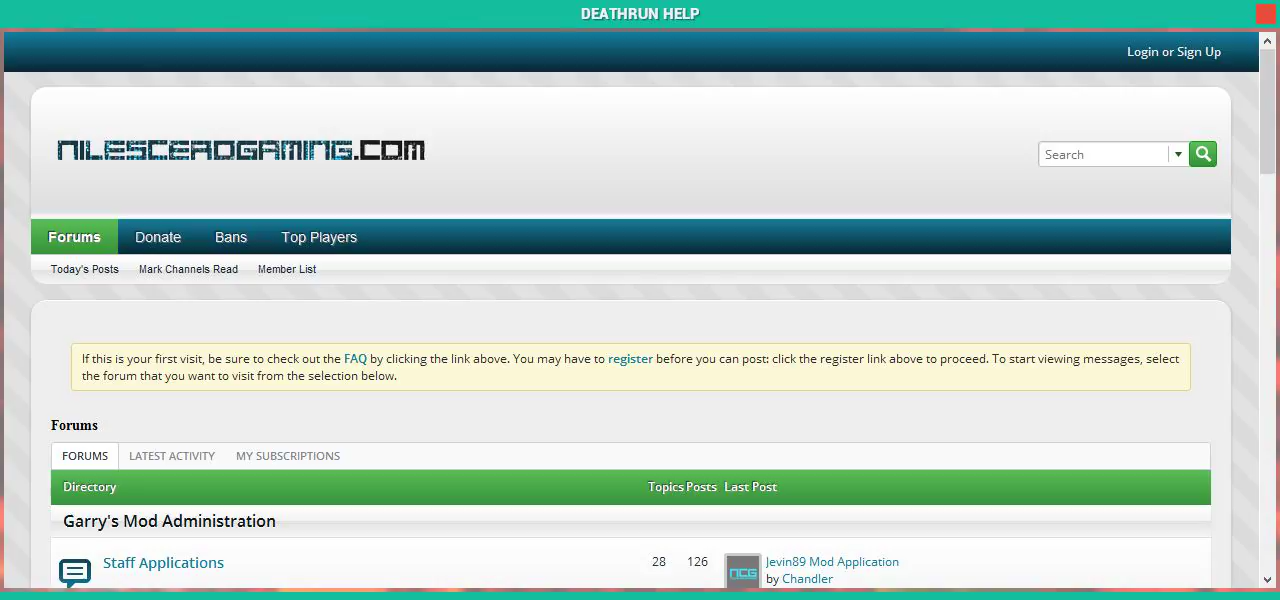 DEATHRUN HELP
Login or Sign Up
NILESCEROGAMING.COM
Search
Forums Donate Bans Top Players
Today's Posts Mark Channels Read Member List
If this is your first visit, be sure to check out the FAQ by clicking the link above. You may have to register before you can post: click the register link above to proceed. To start viewing messages, select
the forum that you want to visit from the selection below.
Forums
FORUMS LATEST ACTIVITY MY SUBSCRIPTIONS
Directory Topics Posts Last Post
Garry's Mod Administration
Staff Applications 28 126 NCG Jevin89 Mod Application
by Chandler